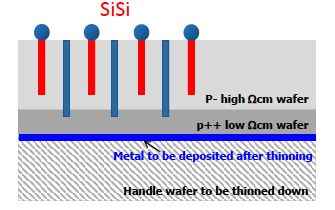 SiSi
P- high Ωcm wafer
p++ low Ωcm wafer
Metal to be deposited after thinning
Handle wafer to be thinned down